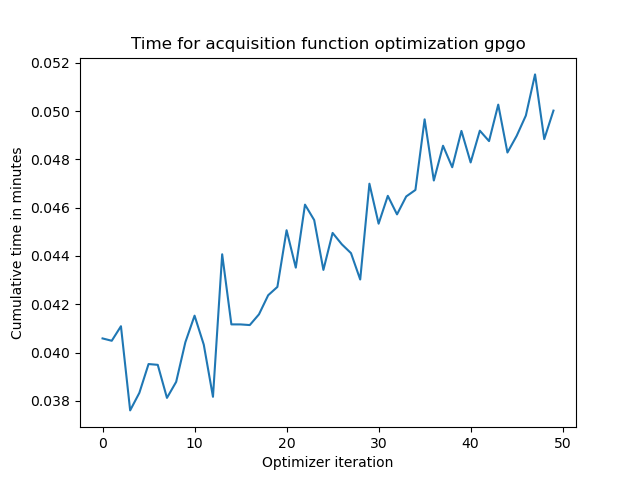 Time for acquisition function optimization gpgo
Cumulative time in minutes
0.052
0.050
0.048
0.046
0.044
0.042
0.040
0.038
0 10 20 30 40 50
Optimizer iteration